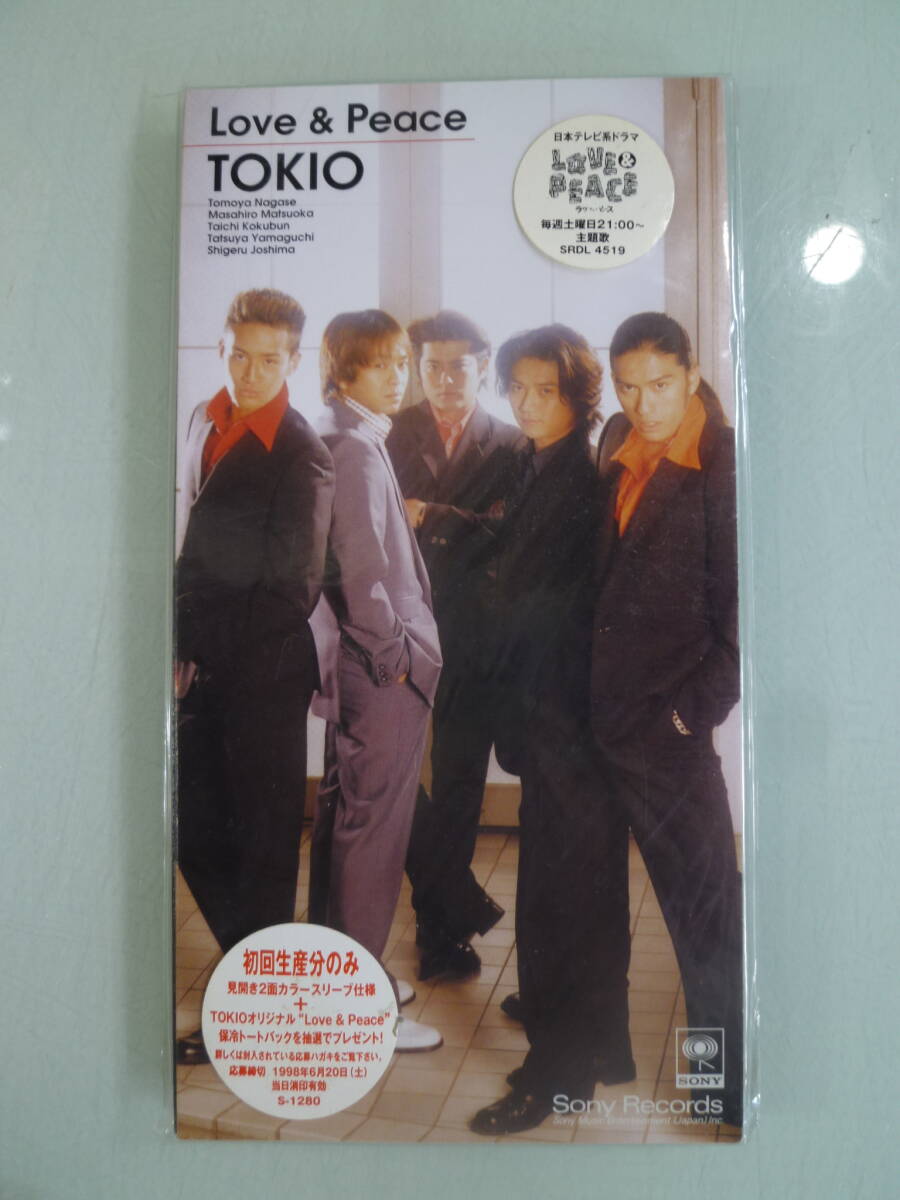 Love & Peace
TOKIO
Tomoya Nagase
Masahiro Matsuoka
Taichi Kokubun
Tatsuya Yamaguchi
Shigeru Joshima
日本テレビ系ドラマ
LOVE &
PEACE
毎週土曜日21:00～
主題歌
SRDL 4519
初回生産分のみ
見開き2面カラースリーブ仕様
+
TOKIOオリジナル“Love & Peace”
保冷トートバックを抽選でプレゼント!
詳しくは封入されている応募ハガキをご覧下さい。
応募締切 1998年6月20日(土)
当日消印有効
S-1280
SONY
Sony Records
Sony Music Entertainment (Japan) Inc.